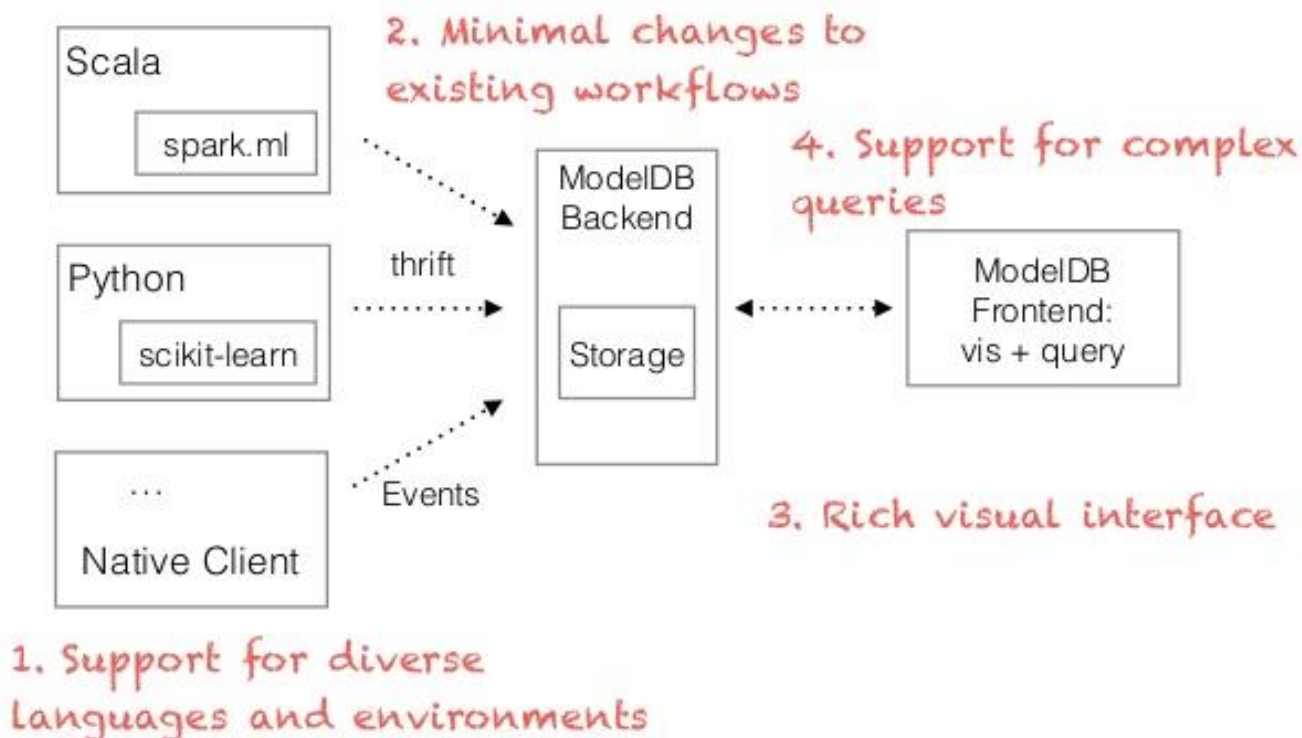 Scala
spark.ml
2. Minimal changes to
existing workflows
Python
scikit-learn
thrift
...
Native Client
Events
ModelDB
Backend
Storage
4. Support for complex
queries
ModelDB
Frontend:
vis + query
3. Rich visual interface
1. Support for diverse
languages and environments